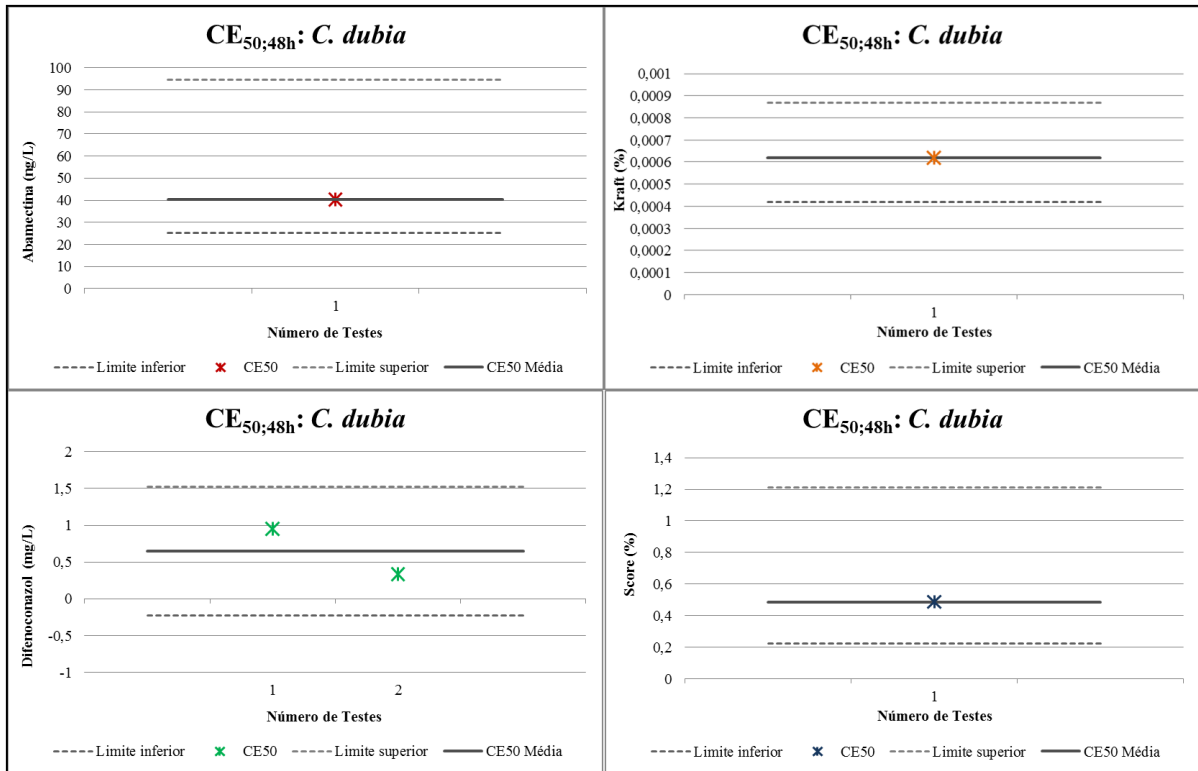 CE50;48h: C. dubia
Abamectina (ng/L)
100
90
80
70
60
50
40
30
20
10
0
1
Número de Testes
Limite inferior CE50 Limite superior CE50 Média
CE50;48h: C. dubia
Kraft (%)
0,001
0,0009
0,0008
0,0007
0,0006
0,0005
0,0004
0,0003
0,0002
0,0001
0
1
Número de Testes
Limite inferior CE50 Limite superior CE50 Média
CE50;48h: C. dubia
Difenoconazol (mg/L)
2
1,5
1
0,5
0
-0,5
-1
1 2
Número de Testes
Limite inferior CE50 Limite superior CE50 Média
CE50;48h: C. dubia
Score (%)
1,4
1,2
1
0,8
0,6
0,4
0,2
0
1
Número de Testes
Limite inferior CE50 Limite superior CE50 Média